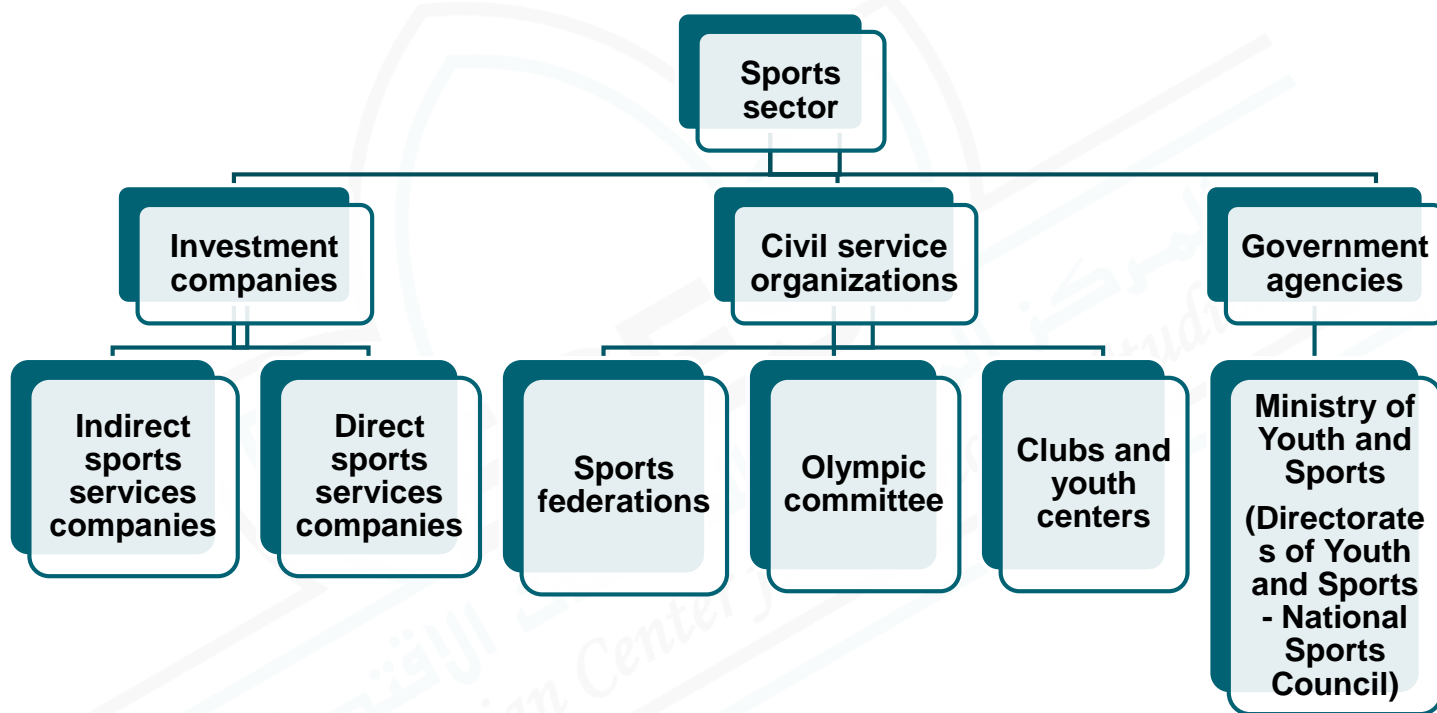 Sports
sector
Investment
companies
Civil service
organizations
Government
agencies
Indirect
sports
services
companies
Direct
sports
services
companies
Sports
federations
Olympic
committee
Clubs and
youth
centers
Ministry of
Youth and
Sports
(Directorate
s of Youth
and Sports
- National
Sports
Council)